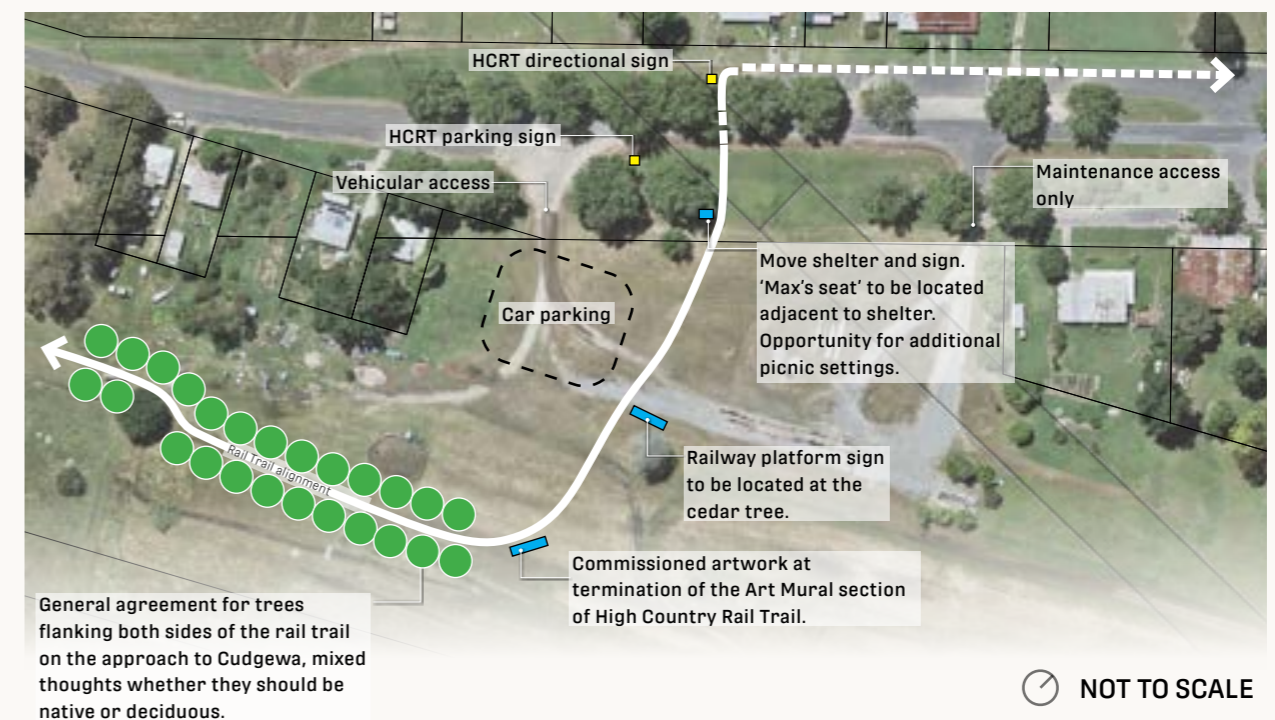 HCRT directional sign
HCRT parking sign
Vehicular access
Maintenance access
only
Move shelter and sign.
‘Max’s seat’ to be located
adjacent to shelter.
Opportunity for additional
picnic settings.
Car parking
Rail Trail alignment
Railway platform sign
to be located at the
cedar tree.
Commissioned artwork at
termination of the Art Mural section
of High Country Rail Trail.
General agreement for trees
flanking both sides of the rail trail
on the approach to Cudgewa, mixed
thoughts whether they should be
native or deciduous.
NOT TO SCALE